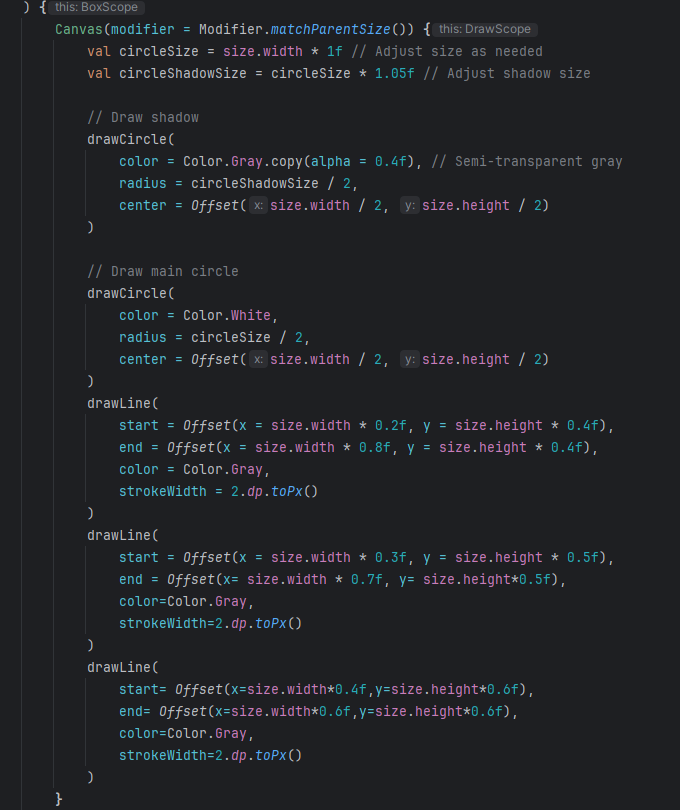 ) { this: BoxScope
    Canvas(modifier = Modifier.matchParentSize()) { this: DrawScope
        val circleSize = size.width * 1f // Adjust size as needed
        val circleShadowSize = circleSize * 1.05f // Adjust shadow size

        // Draw shadow
        drawCircle(
            color = Color.Gray.copy(alpha = 0.4f), // Semi-transparent gray
            radius = circleShadowSize / 2,
            center = Offset( x: size.width / 2, y: size.height / 2)
        )

        // Draw main circle
        drawCircle(
            color = Color.White,
            radius = circleSize / 2,
            center = Offset( x: size.width / 2, y: size.height / 2)
        )
        drawLine(
            start = Offset(x = size.width * 0.2f, y = size.height * 0.4f),
            end = Offset(x = size.width * 0.8f, y = size.height * 0.4f),
            color = Color.Gray,
            strokeWidth = 2.dp.toPx()
        )
        drawLine(
            start = Offset(x = size.width * 0.3f, y = size.height * 0.5f),
            end = Offset(x= size.width * 0.7f, y= size.height*0.5f),
            color=Color.Gray,
            strokeWidth=2.dp.toPx()
        )
        drawLine(
            start= Offset(x=size.width*0.4f,y=size.height*0.6f),
            end= Offset(x=size.width*0.6f,y=size.height*0.6f),
            color=Color.Gray,
            strokeWidth=2.dp.toPx()
        )
    }